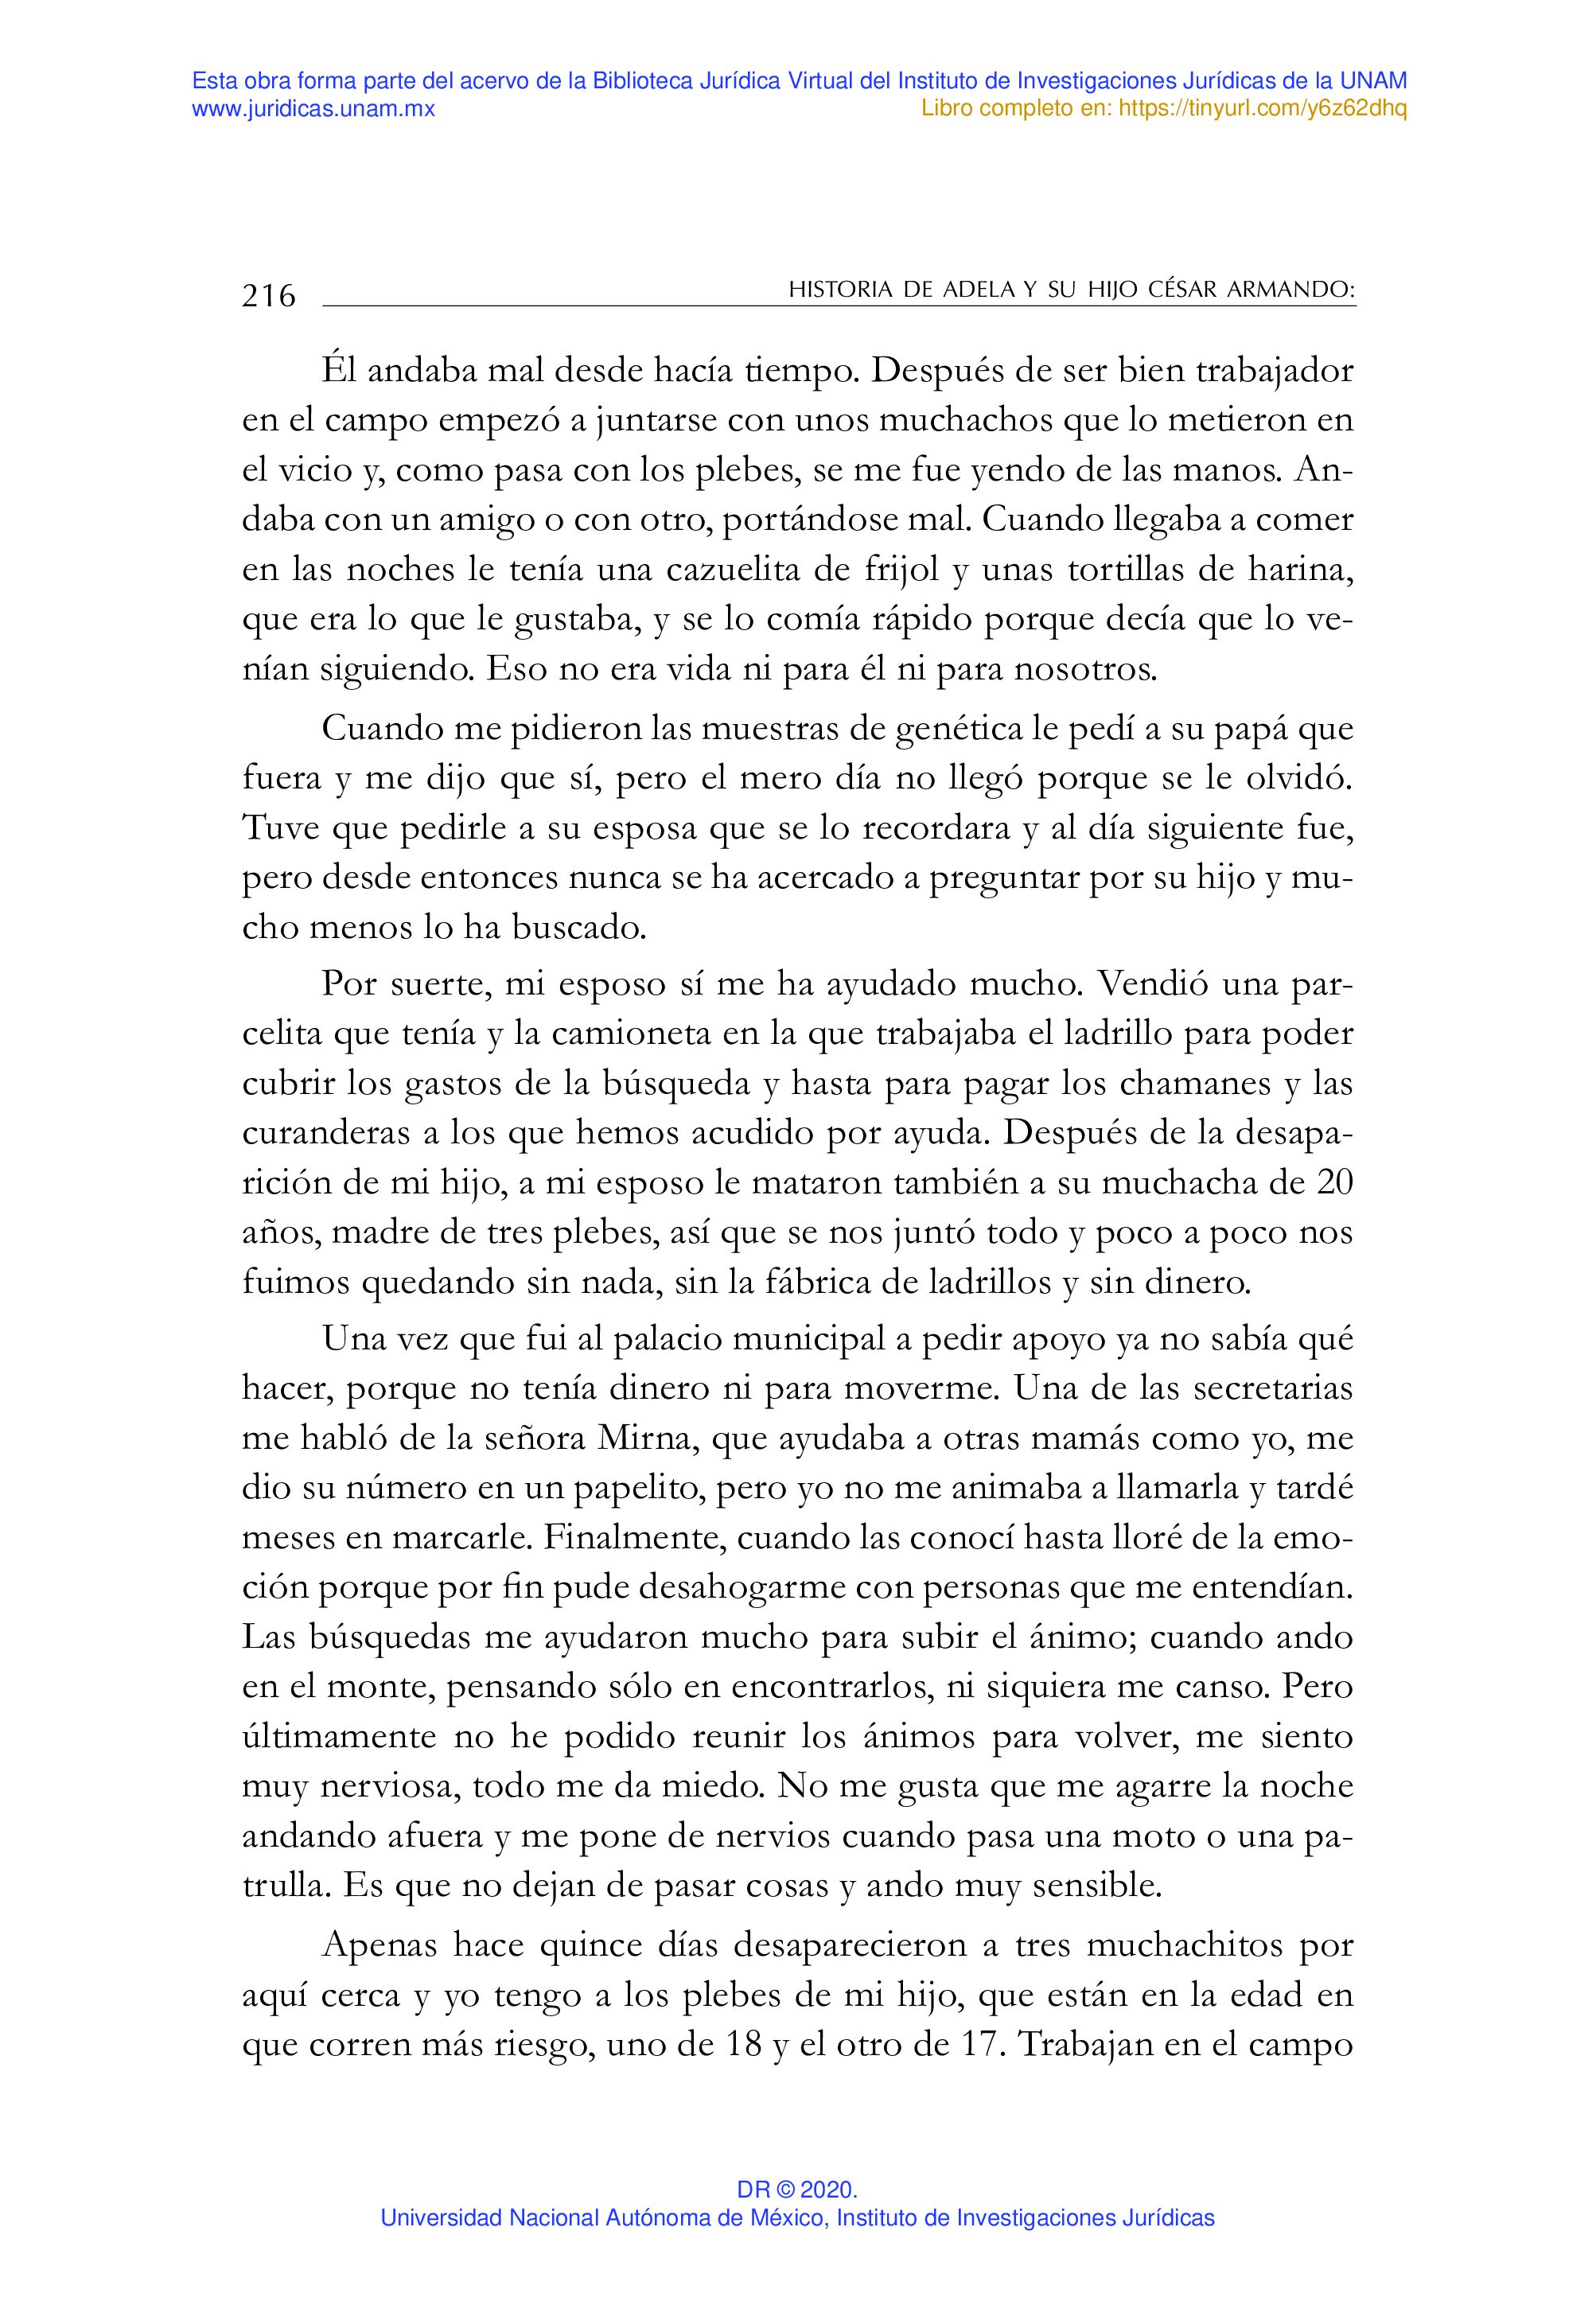 Esta obra forma parte del acervo de la Biblioteca Jurídica Virtual del Instituto de Investigaciones Jurídicas de la UNAM
www.juridicas.unam.mx
Libro completo en: https://tinyurl.com/y6z62dhq
216
HISTORIA DE ADELA Y SU HIJO CÉSAR ARMANDO:
Él andaba mal desde hacía tiempo. Después de ser bien trabajador
en el campo empezó a juntarse con unos muchachos que lo metieron en
el vicio y, como pasa con los plebes, se me fue yendo de las manos. An-
daba con un amigo o con otro, portándose mal. Cuando llegaba a comer
en las noches le tenía una cazuelita de frijol y unas tortillas de harina,
que era lo que le gustaba, y se lo comía rápido porque decía que lo ve-
nían siguiendo. Eso no era vida ni para él ni para nosotros.
Cuando me pidieron las muestras de genética le pedí a su papá que
fuera y me dijo que sí, pero el mero día no llegó porque se le olvidó.
Tuve que pedirle a su esposa que se lo recordara y al día siguiente fue,
pero desde entonces nunca se ha acercado a preguntar por su hijo y mu-
cho menos lo ha buscado.
Por suerte, mi esposo sí me ha ayudado mucho. Vendió una par-
celita que tenía y la camioneta en la que trabajaba el ladrillo para poder
cubrir los gastos de la búsqueda y hasta para pagar los chamanes y las
curanderas a los que hemos acudido por ayuda. Después de la desapa-
rición de mi hijo, a mi esposo le mataron también a su muchacha de 20
años, madre de tres plebes, así que se nos juntó todo y poco a poco nos
fuimos quedando sin nada, sin la fábrica de ladrillos y sin dinero.
Una vez que fui al palacio municipal a pedir apoyo ya no sabía qué
hacer, porque no tenía dinero ni para moverme. Una de las secretarias
me habló de la señora Mirna, que ayudaba a otras mamás como yo, me
dio su número en un papelito, pero yo no me animaba a llamarla y tardé
meses en marcarle. Finalmente, cuando las conocí hasta lloré de la emo-
ción porque por fin pude desahogarme con personas que me entendían.
Las búsquedas me ayudaron mucho para subir el ánimo; cuando ando
en el monte, pensando sólo en encontrarlos, ni siquiera me canso. Pero
últimamente no he podido reunir los ánimos para volver, me siento
muy nerviosa, todo me da miedo. No me gusta que me agarre la noche
andando afuera y me pone de nervios cuando pasa una moto o una pa-
trulla. Es que no dejan de pasar cosas y ando muy sensible.
Apenas hace quince días desaparecieron a tres muchachitos por
aquí cerca y yo tengo a los plebes de mi hijo, que están en la edad en
que corren más riesgo, uno de 18 y el otro de 17. Trabajan en el campo
DR © 2020.
Universidad Nacional Autónoma de México, Instituto de Investigaciones Jurídicas